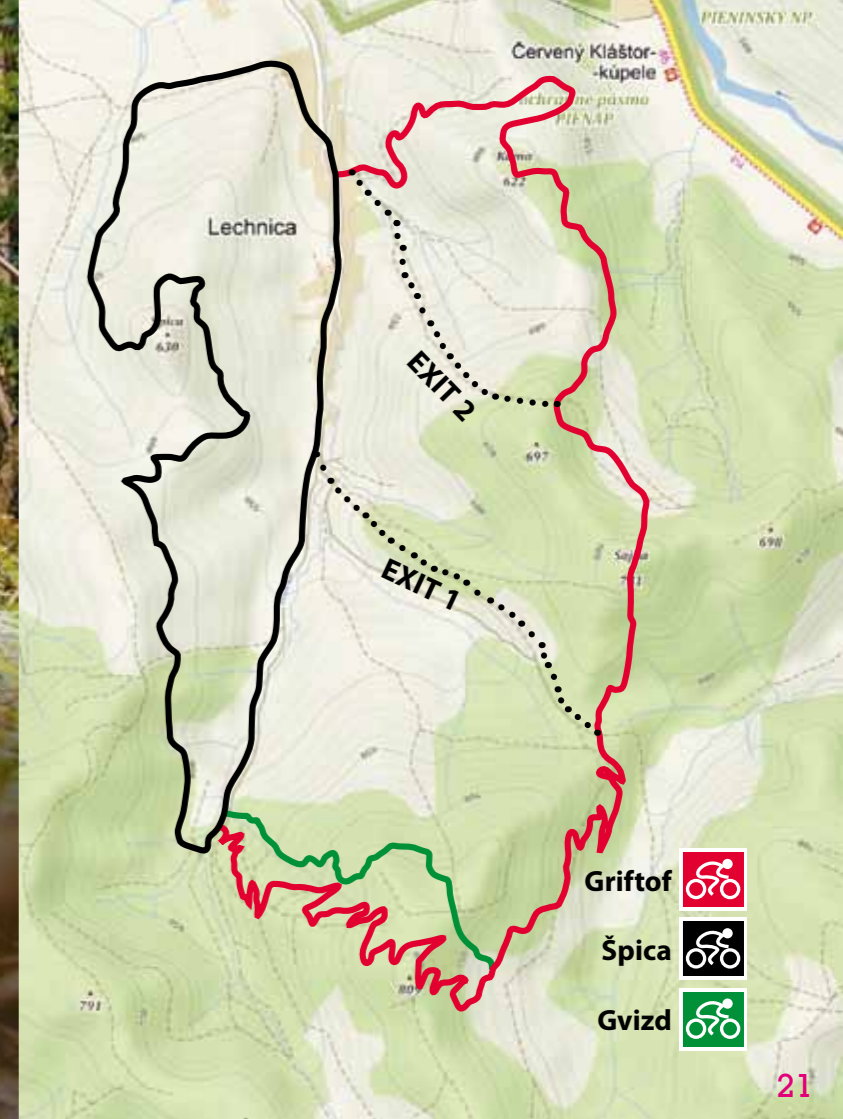 PIENINSKÝ NP
Červený Kláštor-
-kúpele
PIENAP
622
Lechnica
630
EXIT 2
697
698
EXIT 1
Griftof
Špica
Gvizd
791
21